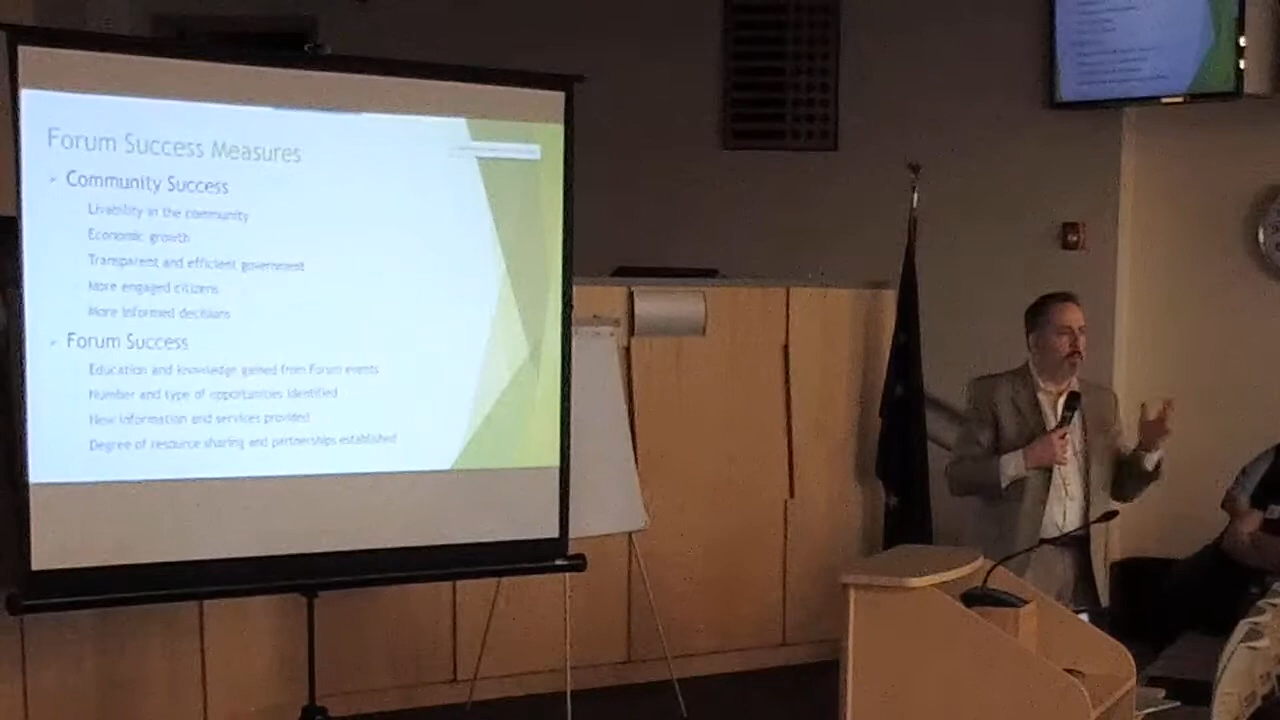 Forum Success Measures
Community Success
Livability in the community
Economic growth
Transparent and efficient government
More engaged citizens
More informed decisions
Forum Success
Education and knowledge gained from Forum events
Number and type of opportunities identified
New information and services provided
Degree of resource sharing and partnerships established